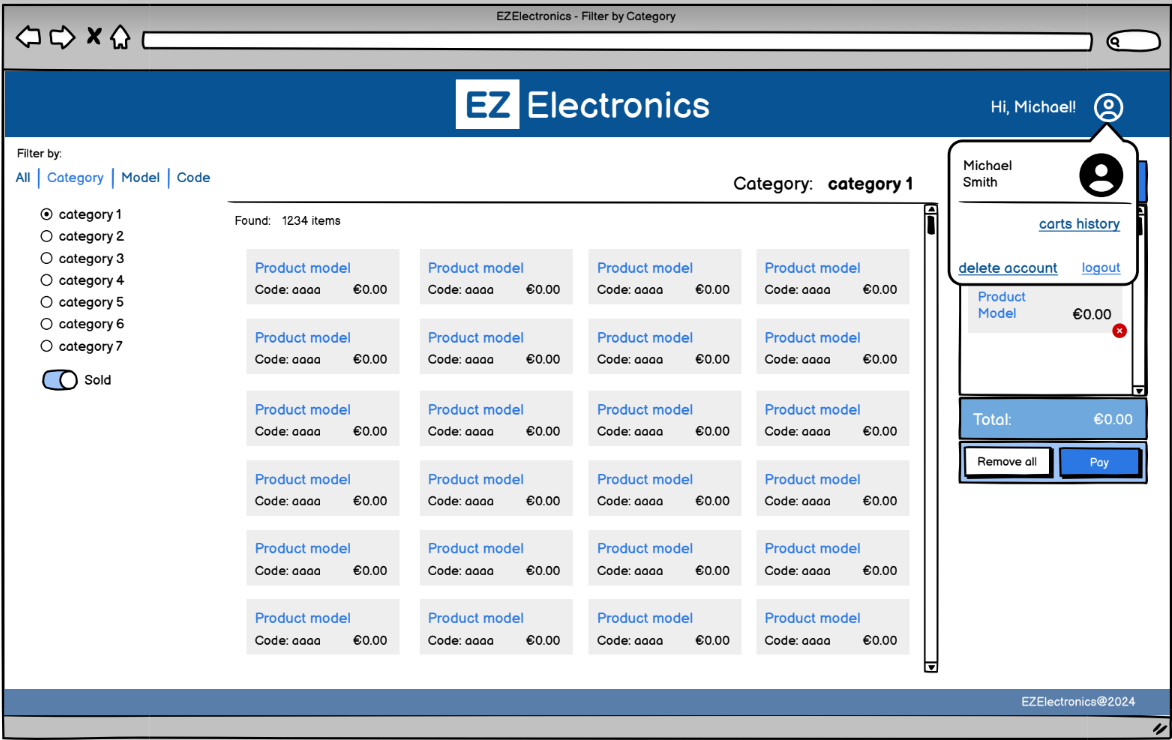 EZElectronics - Filter by Category
EZ Electronics
Hi, Michael!
Filter by:
All | Category | Model | Code
category 1
category 2
category 3
category 4
category 5
category 6
category 7
Sold
Category: category 1
Found: 1234 items
Product model Product model Product model Product model
Code: aaaa €0.00 Code: aaaa €0.00 Code: aaaa €0.00 Code: aaaa €0.00
Product model Product model Product model Product model
Code: aaaa €0.00 Code: aaaa €0.00 Code: aaaa €0.00 Code: aaaa €0.00
Product model Product model Product model Product model
Code: aaaa €0.00 Code: aaaa €0.00 Code: aaaa €0.00 Code: aaaa €0.00
Product model Product model Product model Product model
Code: aaaa €0.00 Code: aaaa €0.00 Code: aaaa €0.00 Code: aaaa €0.00
Product model Product model Product model Product model
Code: aaaa €0.00 Code: aaaa €0.00 Code: aaaa €0.00 Code: aaaa €0.00
Product model Product model Product model Product model
Code: aaaa €0.00 Code: aaaa €0.00 Code: aaaa €0.00 Code: aaaa €0.00
Michael
Smith
carts history
delete account logout
Product
Model €0.00
Total: €0.00
Remove all Pay
EZElectronics@2024